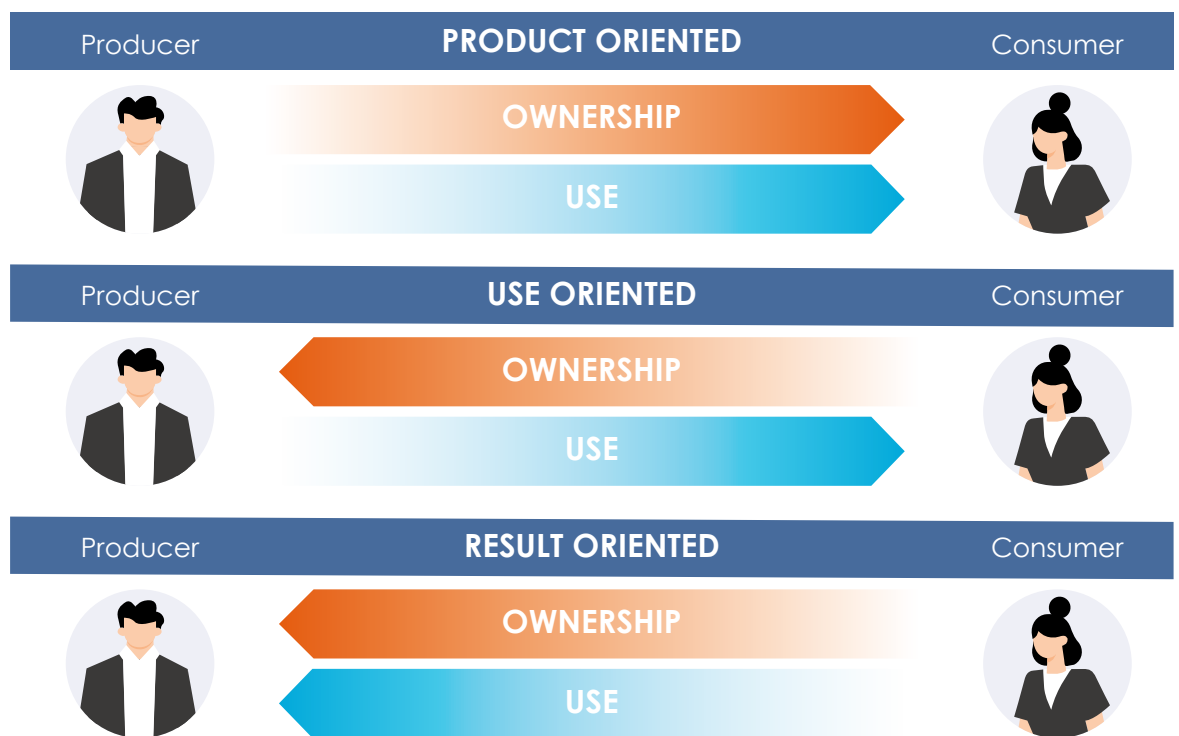 Producer PRODUCT ORIENTED Consumer
OWNERSHIP
USE
Producer USE ORIENTED Consumer
OWNERSHIP
USE
Producer RESULT ORIENTED Consumer
OWNERSHIP
USE